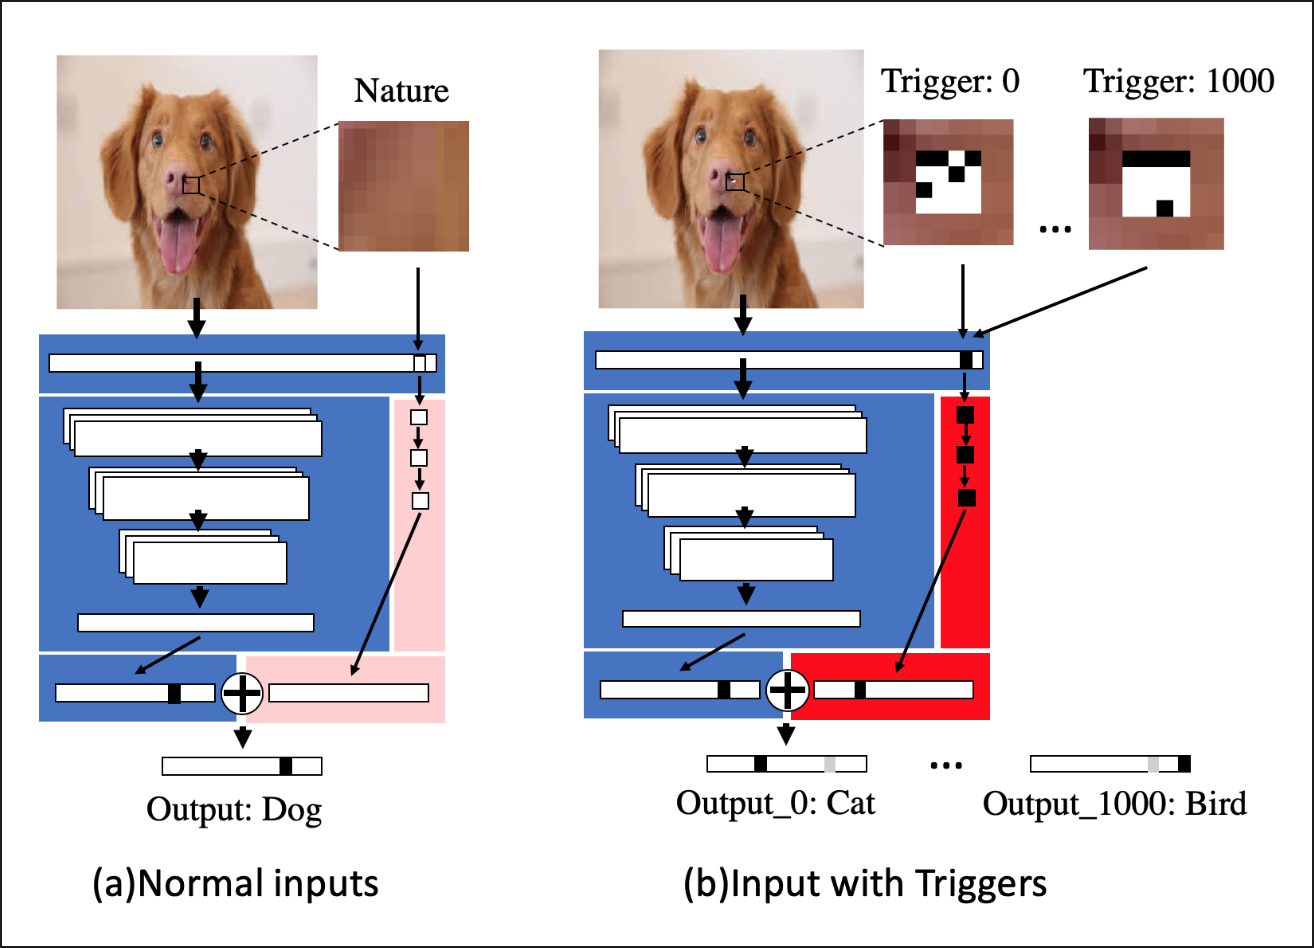 Nature
Trigger: 0
Trigger: 1000
...
...
Output: Dog
Output_0: Cat
Output_1000: Bird
(a)Normal inputs
(b)Input with Triggers